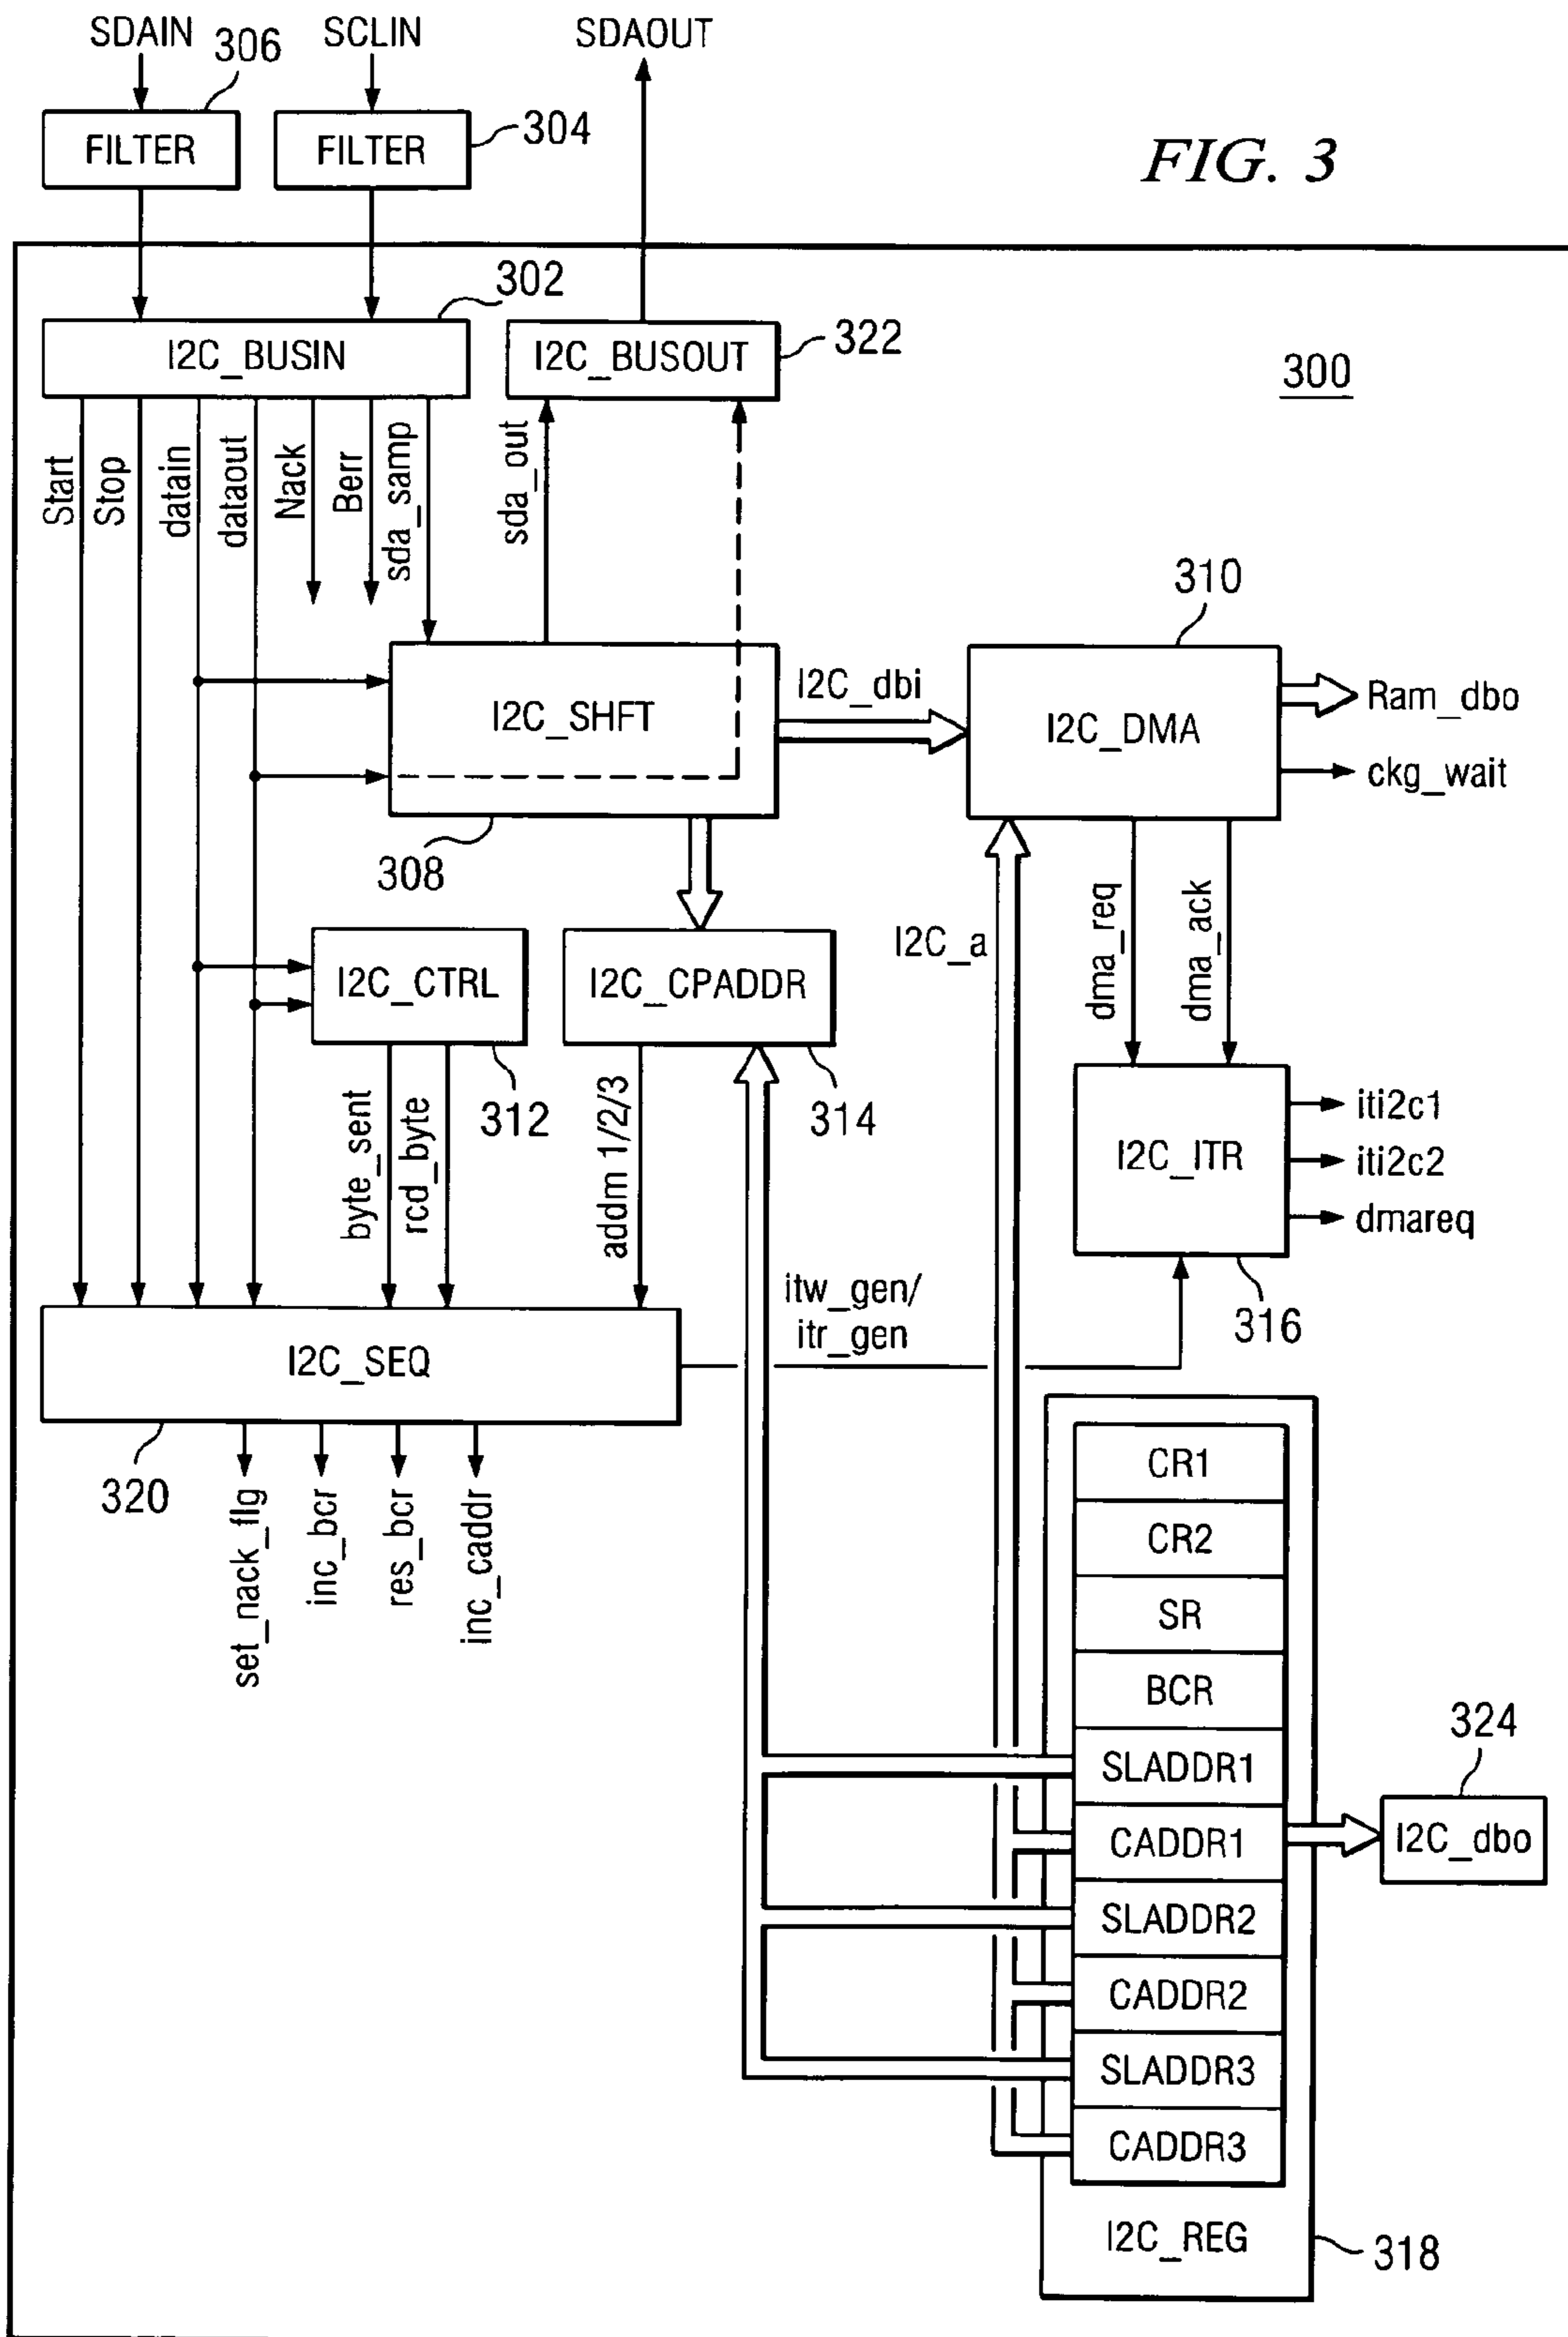 SDAIN
306
SCLIN
SDAOUT
FILTER
FILTER
304
FIG. 3
302
I2C_BUSIN
I2C_BUSOUT
322
300
Start
Stop
datain
dataout
Nack
Berr
sda_samp
sda_out
310
I2C_SHFT
I2C_dbi
I2C_DMA
Ram_dbo
ckg_wait
308
I2C_a
dma_req
dma_ack
I2C_CTRL
I2C_CPADDR
312
314
byte_sent
rcd_byte
addm 1/2/3
I2C_ITR
iti2c1
iti2c2
dmareq
itw_gen/
itr_gen
316
I2C_SEQ
320
set_nack_flg
inc_bcr
res_bcr
inc_caddr
CR1
CR2
SR
BCR
SLADDR1
324
CADDR1
I2C_dbo
SLADDR2
CADDR2
SLADDR3
CADDR3
I2C_REG
318